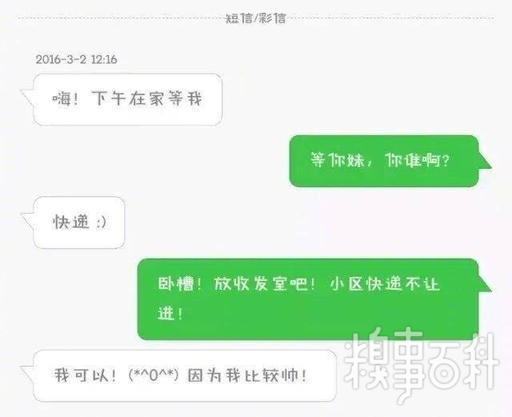 短信/彩信
2016-3-2 12:16
嗨！下午在家等我
等你妹，你谁啊？
快递 :)
卧槽！放收发室吧！小区快递不让
进！
我可以！(*^0^*) 因为我比较帅！
糗事百科